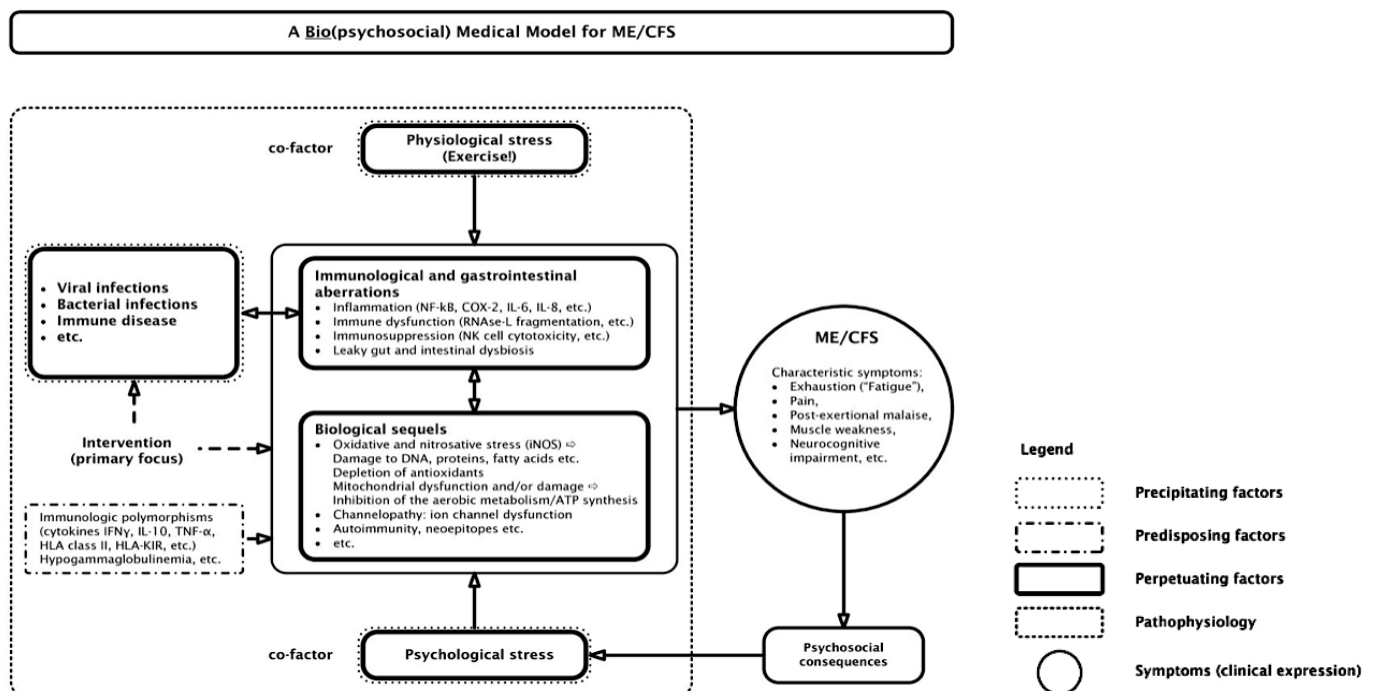 A Bio(psychosocial) Medical Model for ME/CFS
co-factor
Physiological stress
(Exercise!)
• Viral infections
• Bacterial infections
• Immune disease
• etc.
Immunological and gastrointestinal
aberrations
• Inflammation (NF-kB, COX-2, IL-6, IL-8, etc.)
• Immune dysfunction (RNAse-L fragmentation, etc.)
• Immunosuppression (NK cell cytotoxicity, etc.)
• Leaky gut and intestinal dysbiosis
Intervention
(primary focus)
Biological sequels
• Oxidative and nitrosative stress (iNOS) ⇨
Damage to DNA, proteins, fatty acids etc.
Depletion of antioxidants
Mitochondrial dysfunction and/or damage ⇨
Inhibition of the aerobic metabolism/ATP synthesis
• Channelopathy: ion channel dysfunction
• Autoimmunity, neoepitopes etc.
• etc.
Immunologic polymorphisms
(cytokines IFNγ, IL-10, TNF-α,
HLA class II, HLA-KIR, etc.)
Hypogammaglobulinemia, etc.
co-factor
Psychological stress
ME/CFS
Characteristic symptoms:
• Exhaustion ("Fatigue"),
• Pain,
• Post-exertional malaise,
• Muscle weakness,
• Neurocognitive
impairment, etc.
Psychosocial
consequences
Legend
Precipitating factors
Predisposing factors
Perpetuating factors
Pathophysiology
Symptoms (clinical expression)